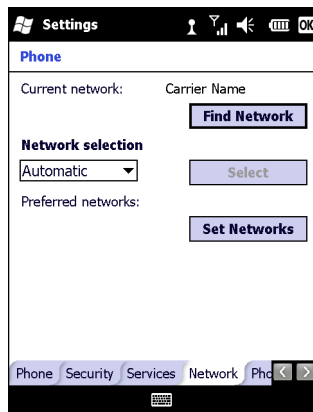 Settings
OK
Phone
Current network: Carrier Name
Find Network
Network selection
Automatic Select
Preferred networks:
Set Networks
Phone Security Services Network Pho